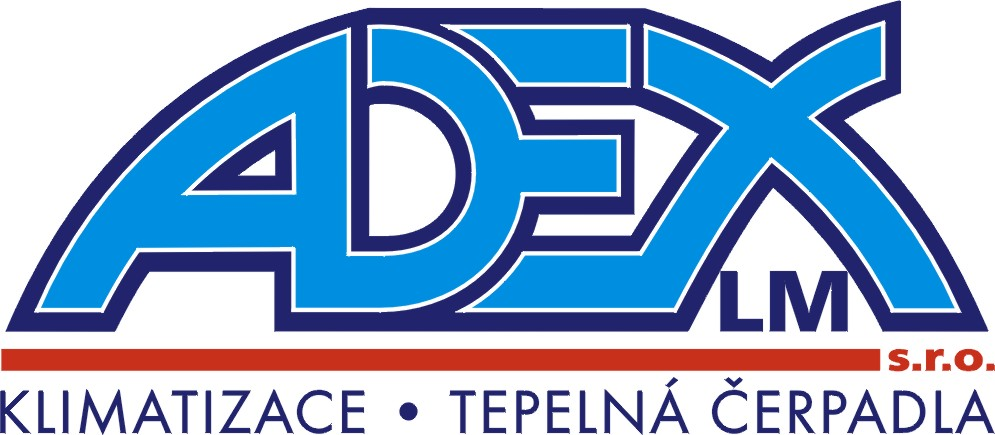 ADEX
LM
s.r.o.
KLIMATIZACE • TEPELNÁ ČERPADLA